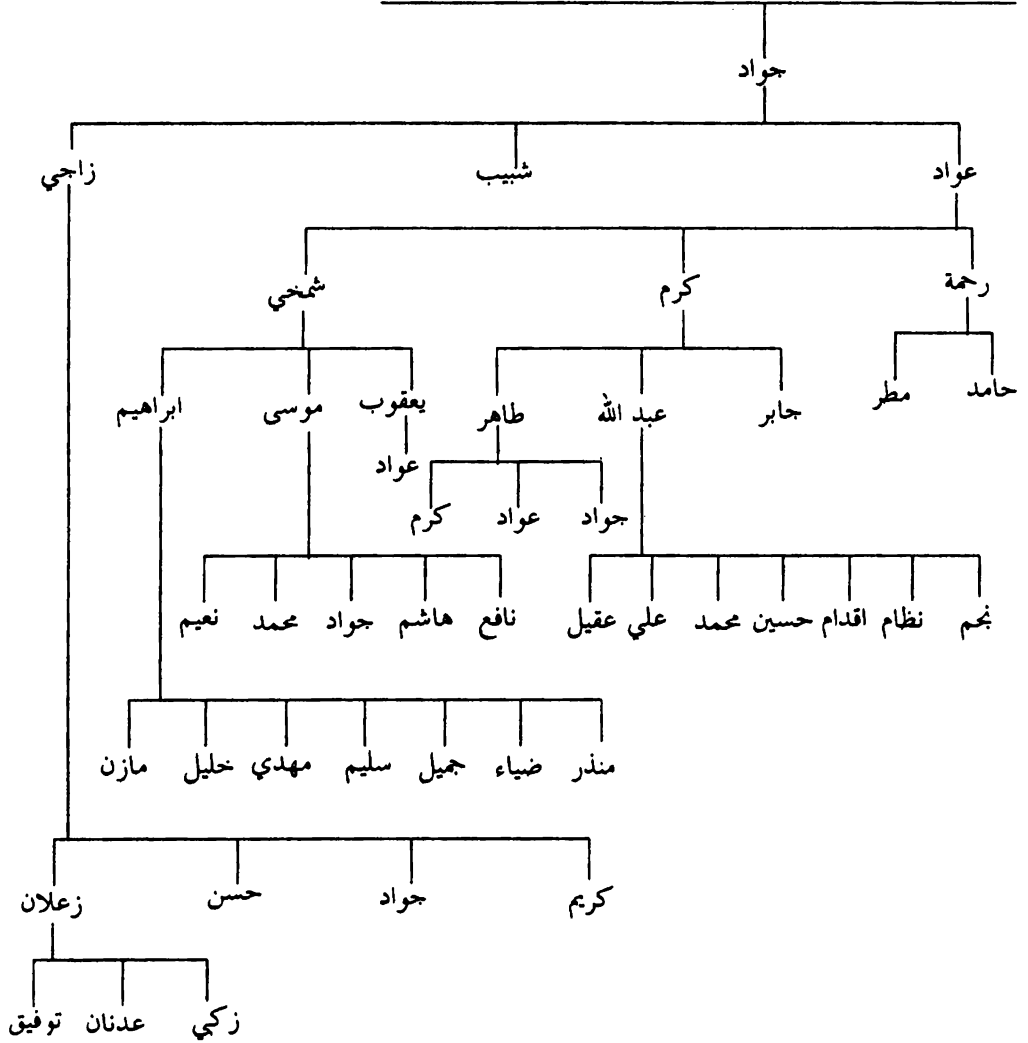 جواد
عواد شبيب زاجي
رحمة كرم شمخي
حامد مطر جابر عبد الله طاهر يعقوب موسى ابراهيم
عواد
جواد عواد كرم
نجم نظام اقدام حسين محمد علي عقيل نافع هاشم جواد محمد نعيم
منذر ضياء جميل سليم مهدي خليل مازن
كريم جواد حسن زعلان
زكي عدنان توفيق